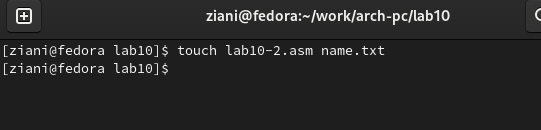 ziani@fedora:~/work/arch-pc/lab10
[ziani@fedora lab10]$ touch lab10-2.asm name.txt
[ziani@fedora lab10]$